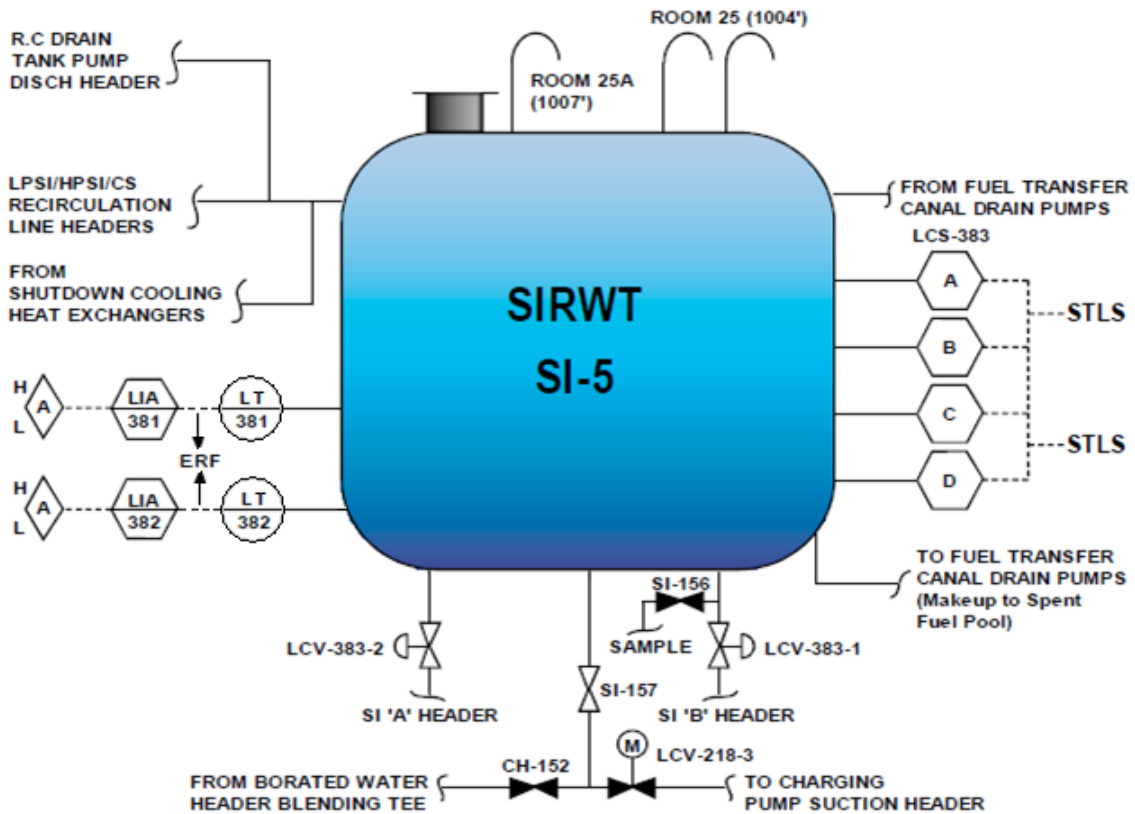 R.C DRAIN
TANK PUMP
DISCH HEADER
ROOM 25 (1004')
ROOM 25A
(1007')
LPSI/HPSI/CS
RECIRCULATION
LINE HEADERS
FROM FUEL TRANSFER
CANAL DRAIN PUMPS
LCS-383
FROM
SHUTDOWN COOLING
HEAT EXCHANGERS
SIRWT
SI-5
A
B
C
D
STLS
STLS
H
A
L
LIA
381
LT
381
ERF
H
A
L
LIA
382
LT
382
TO FUEL TRANSFER
CANAL DRAIN PUMPS
(Makeup to Spent
Fuel Pool)
SI-156
SAMPLE
LCV-383-2
LCV-383-1
SI-157
SI 'A' HEADER
SI 'B' HEADER
M
LCV-218-3
CH-152
FROM BORATED WATER
HEADER BLENDING TEE
TO CHARGING
PUMP SUCTION HEADER